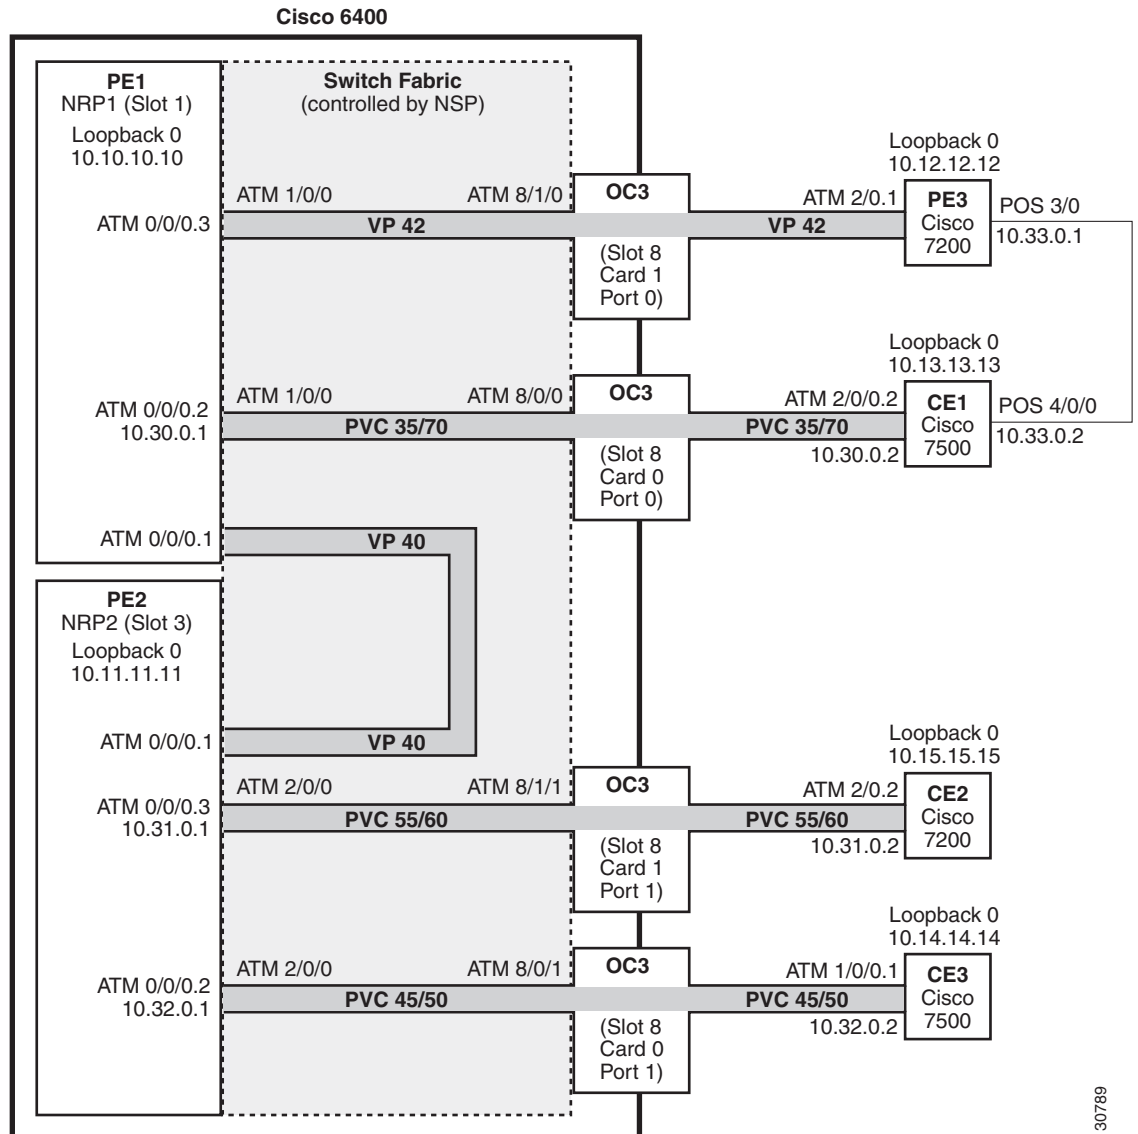 Cisco 6400
PE1
NRP1 (Slot 1)
Loopback 0
10.10.10.10
Switch Fabric
(controlled by NSP)
ATM 0/0/0.3
ATM 1/0/0
ATM 8/1/0
VP 42
OC3
(Slot 8
Card 1
Port 0)
VP 42
ATM 2/0.1
Loopback 0
10.12.12.12
PE3
Cisco
7200
POS 3/0
10.33.0.1
ATM 0/0/0.2
10.30.0.1
ATM 1/0/0
ATM 8/0/0
PVC 35/70
OC3
(Slot 8
Card 0
Port 0)
PVC 35/70
ATM 2/0/0.2
10.30.0.2
Loopback 0
10.13.13.13
CE1
Cisco
7500
POS 4/0/0
10.33.0.2
ATM 0/0/0.1
VP 40
PE2
NRP2 (Slot 3)
Loopback 0
10.11.11.11
ATM 0/0/0.1
VP 40
ATM 0/0/0.3
10.31.0.1
ATM 2/0/0
ATM 8/1/1
PVC 55/60
OC3
(Slot 8
Card 1
Port 1)
PVC 55/60
ATM 2/0.2
10.31.0.2
Loopback 0
10.15.15.15
CE2
Cisco
7200
ATM 0/0/0.2
10.32.0.1
ATM 2/0/0
ATM 8/0/1
PVC 45/50
OC3
(Slot 8
Card 0
Port 1)
PVC 45/50
ATM 1/0/0.1
10.32.0.2
Loopback 0
10.14.14.14
CE3
Cisco
7500
30789